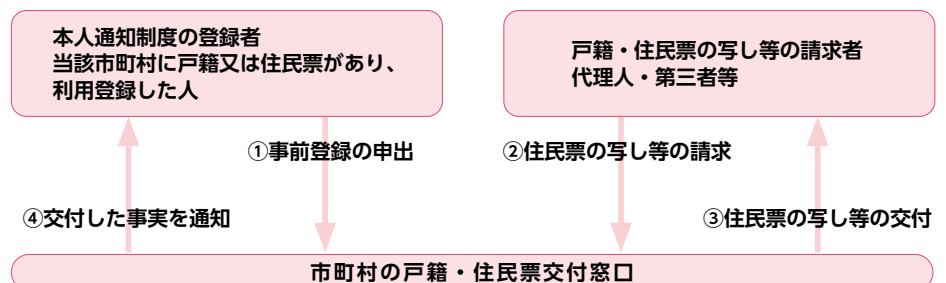 本人通知制度の登録者
当該市町村に戸籍又は住民票があり、
利用登録した人
戸籍・住民票の写し等の請求者
代理人・第三者等
①事前登録の申出
②住民票の写し等の請求
④交付した事実を通知
③住民票の写し等の交付
市町村の戸籍・住民票交付窓口